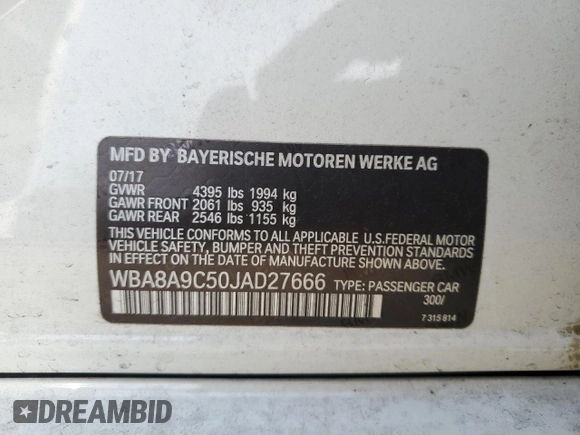 MFD BY BAYERISCHE MOTOREN WERKE AG
07/17
GVWR 4395 lbs 1994 kg
GAWR FRONT 2061 lbs 935 kg
GAWR REAR 2546 lbs 1155 kg
THIS VEHICLE CONFORMS TO ALL APPLICABLE U.S.FEDERAL MOTOR
VEHICLE SAFETY, BUMPER AND THEFT PREVENTION STANDARDS
IN EFFECT ON THE DATE OF MANUFACTURE SHOWN ABOVE.
WBA8A9C50JAD27666 TYPE: PASSENGER CAR
300/
7 315 814
DREAMBID